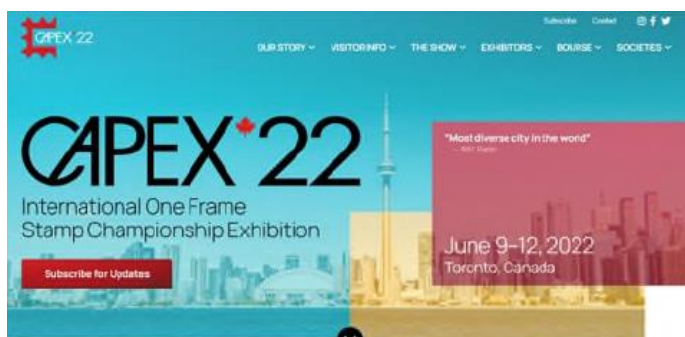 CAPEX 22
Subscribe Contact
OUR STORY VISITOR INFO THE SHOW EXHIBITORS BOURSE SOCIETES
CAPEX'22
International One Frame
Stamp Championship Exhibition
Subscribe for Updates
"Most diverse city in the world"
June 9–12, 2022
Toronto, Canada